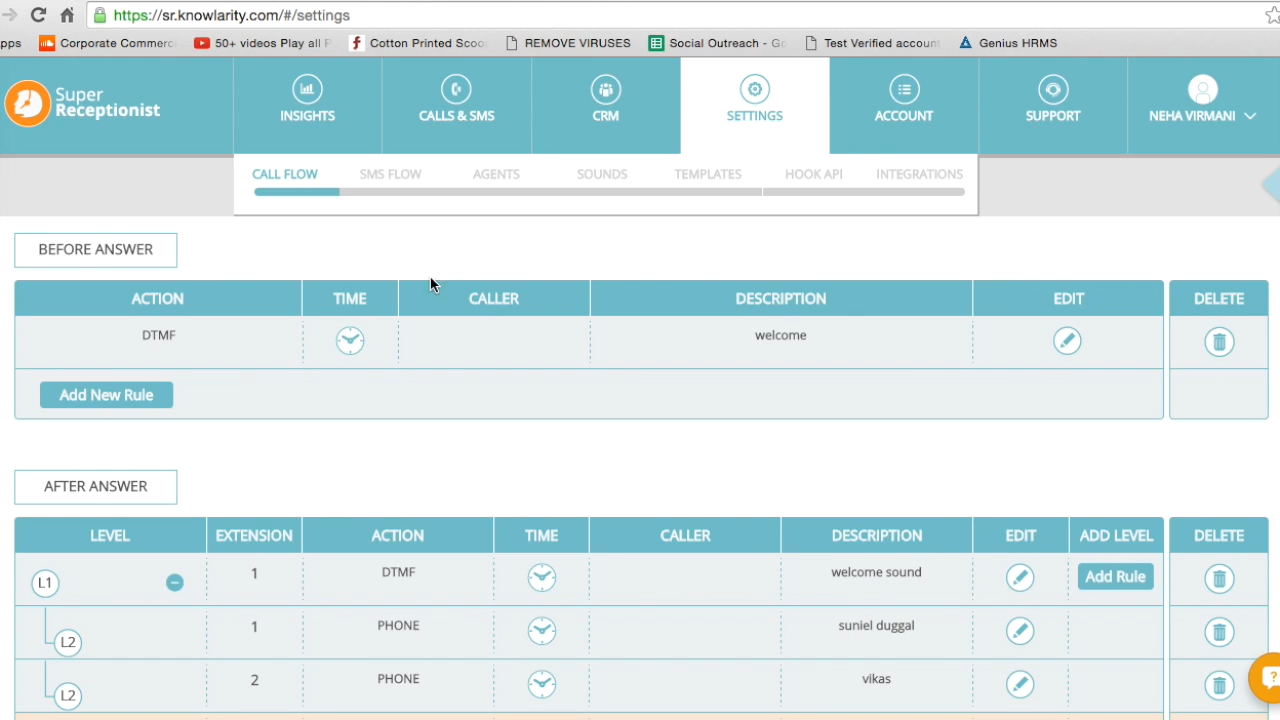 https://sr.knowlarity.com/#/settings
pps Corporate Commerc 50+ videos Play all P Cotton Printed Scoo REMOVE VIRUSES Social Outreach - Go Test Verified account Genius HRMS
Super
Receptionist
INSIGHTS CALLS & SMS CRM SETTINGS ACCOUNT SUPPORT NEHA VIRMANI
CALL FLOW SMS FLOW AGENTS SOUNDS TEMPLATES HOOK API INTEGRATIONS
BEFORE ANSWER
ACTION TIME CALLER DESCRIPTION EDIT DELETE
DTMF welcome
Add New Rule
AFTER ANSWER
LEVEL EXTENSION ACTION TIME CALLER DESCRIPTION EDIT ADD LEVEL DELETE
L1 1 DTMF welcome sound Add Rule
L2 1 PHONE suniel duggal
L2 2 PHONE vikas
?